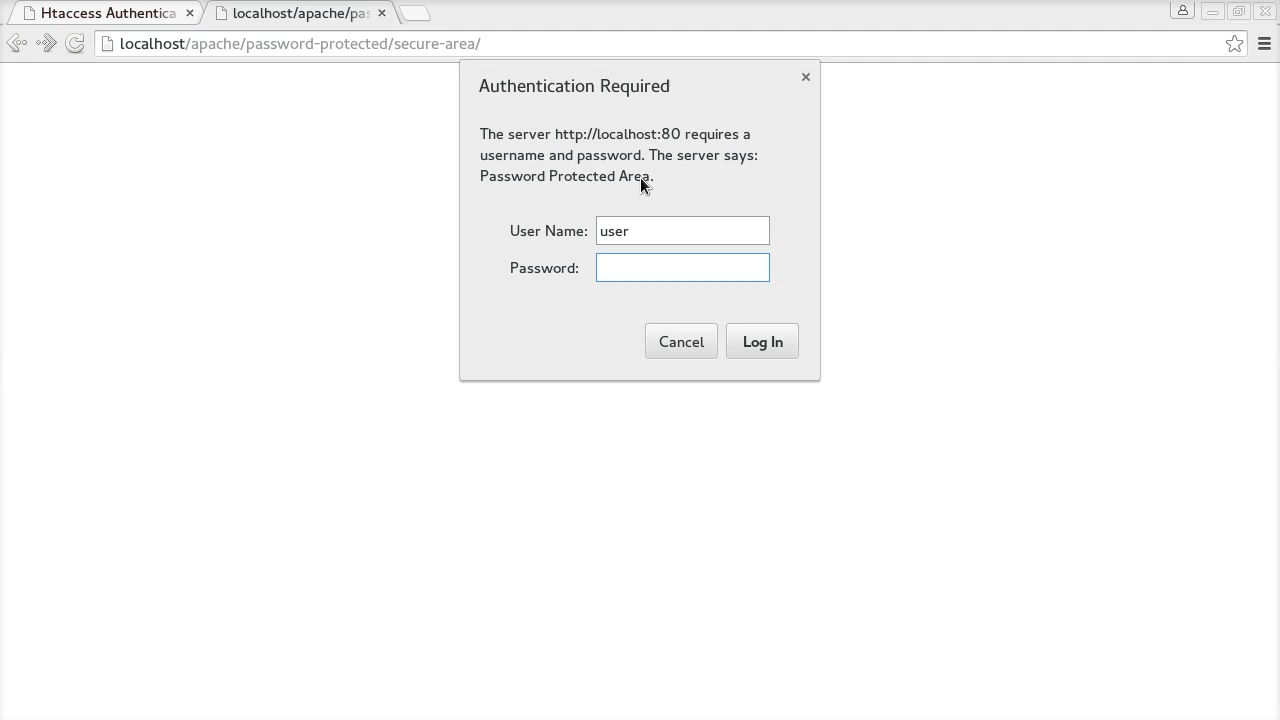 Htaccess Authentica
localhost/apache/pas
localhost/apache/password-protected/secure-area/
Authentication Required
The server http://localhost:80 requires a
username and password. The server says:
Password Protected Area.
User Name: user
Password:
Cancel Log In